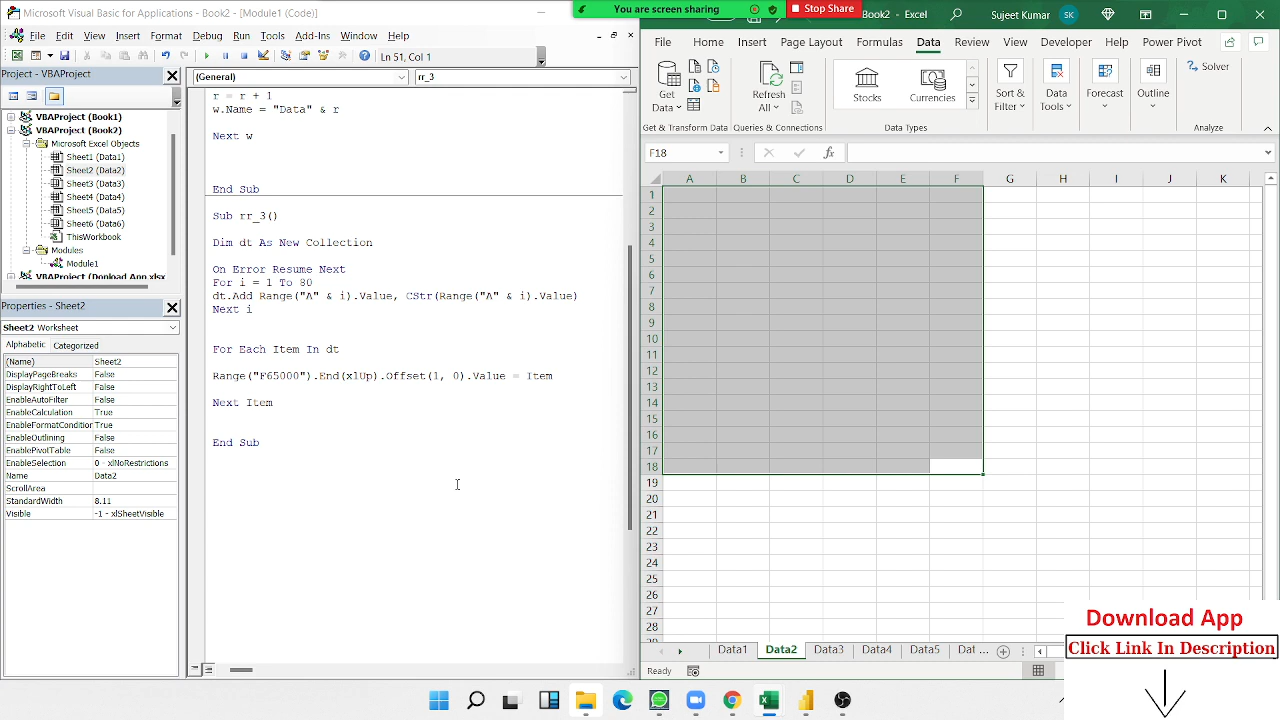 Microsoft Visual Basic for Applications - Book2 - [Module1 (Code)]
You are screen sharing
Stop Share
Book2 - Excel
Sujeet Kumar
SK
File Edit View Insert Format Debug Run Tools Add-Ins Window Help
Ln 51, Col 1
File Home Insert Page Layout Formulas Data Review View Developer Help Power Pivot
Get Data
Refresh All
Stocks
Currencies
Sort & Filter
Data Tools
Forecast
Outline
Solver
Get & Transform Data
Queries & Connections
Data Types
Analyze
F18
fx
Project - VBAProject
VBAProject (Book1)
VBAProject (Book2)
Microsoft Excel Objects
Sheet1 (Data1)
Sheet2 (Data2)
Sheet3 (Data3)
Sheet4 (Data4)
Sheet5 (Data5)
Sheet6 (Data6)
ThisWorkbook
Modules
Module1
VBAProject (Donload App.xlsx
Properties - Sheet2
Sheet2 Worksheet
Alphabetic Categorized
(Name) Sheet2
DisplayPageBreaks False
DisplayRightToLeft False
EnableAutoFilter False
EnableCalculation True
EnableFormatCondition True
EnableOutlining False
EnablePivotTable False
EnableSelection 0 - xlNoRestrictions
Name Data2
ScrollArea
StandardWidth 8.11
Visible -1 - xlSheetVisible
(General)
rr_3
r = r + 1
w.Name = "Data" & r
Next w
End Sub
Sub rr_3()
Dim dt As New Collection
On Error Resume Next
For i = 1 To 80
dt.Add Range("A" & i).Value, CStr(Range("A" & i).Value)
Next i
For Each Item In dt
Range("F65000").End(xlUp).Offset(1, 0).Value = Item
Next Item
End Sub
A B C D E F G H I J K
1
2
3
4
5
6
7
8
9
10
11
12
13
14
15
16
17
18
19
20
21
22
23
24
25
26
27
28
Data1 Data2 Data3 Data4 Data5 Dat ...
Ready
Download App
Click Link In Description